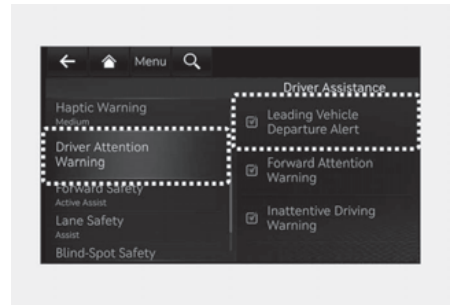 Menu
Driver Assistance
Haptic Warning
Medium
Driver Attention
Warning
Forward Safety
Active Assist
Lane Safety
Assist
Blind-Spot Safety
Leading Vehicle
Departure Alert
Forward Attention
Warning
Inattentive Driving
Warning